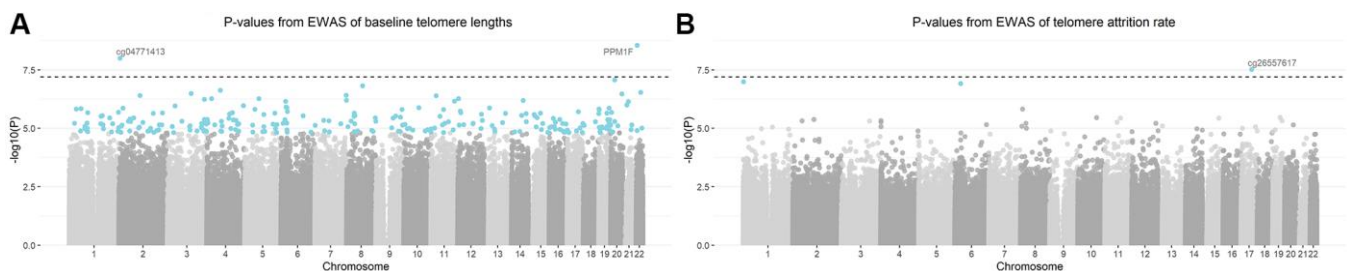 A
P-values from EWAS of baseline telomere lengths
cg04771413
PPM1F
7.5
5.0
2.5
0.0
-log10(P)
1 2 3 4 5 6 7 8 9 10 11 12 13 14 15 16 17 18 19 20 21 22
Chromosome
B
P-values from EWAS of telomere attrition rate
cg26557617
7.5
5.0
2.5
0.0
-log10(P)
1 2 3 4 5 6 7 8 9 10 11 12 13 14 15 16 17 18 19 20 21 22
Chromosome